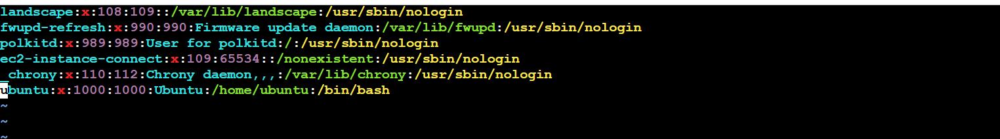 landscape:x:108:109::/var/lib/landscape:/usr/sbin/nologin
fwupd-refresh:x:990:990:Firmware update daemon:/var/lib/fwupd:/usr/sbin/nologin
polkitd:x:989:989:User for polkitd:/:/usr/sbin/nologin
ec2-instance-connect:x:109:65534::/nonexistent:/usr/sbin/nologin
_chrony:x:110:112:Chrony daemon,,,:/var/lib/chrony:/usr/sbin/nologin
ubuntu:x:1000:1000:Ubuntu:/home/ubuntu:/bin/bash
~
~
~